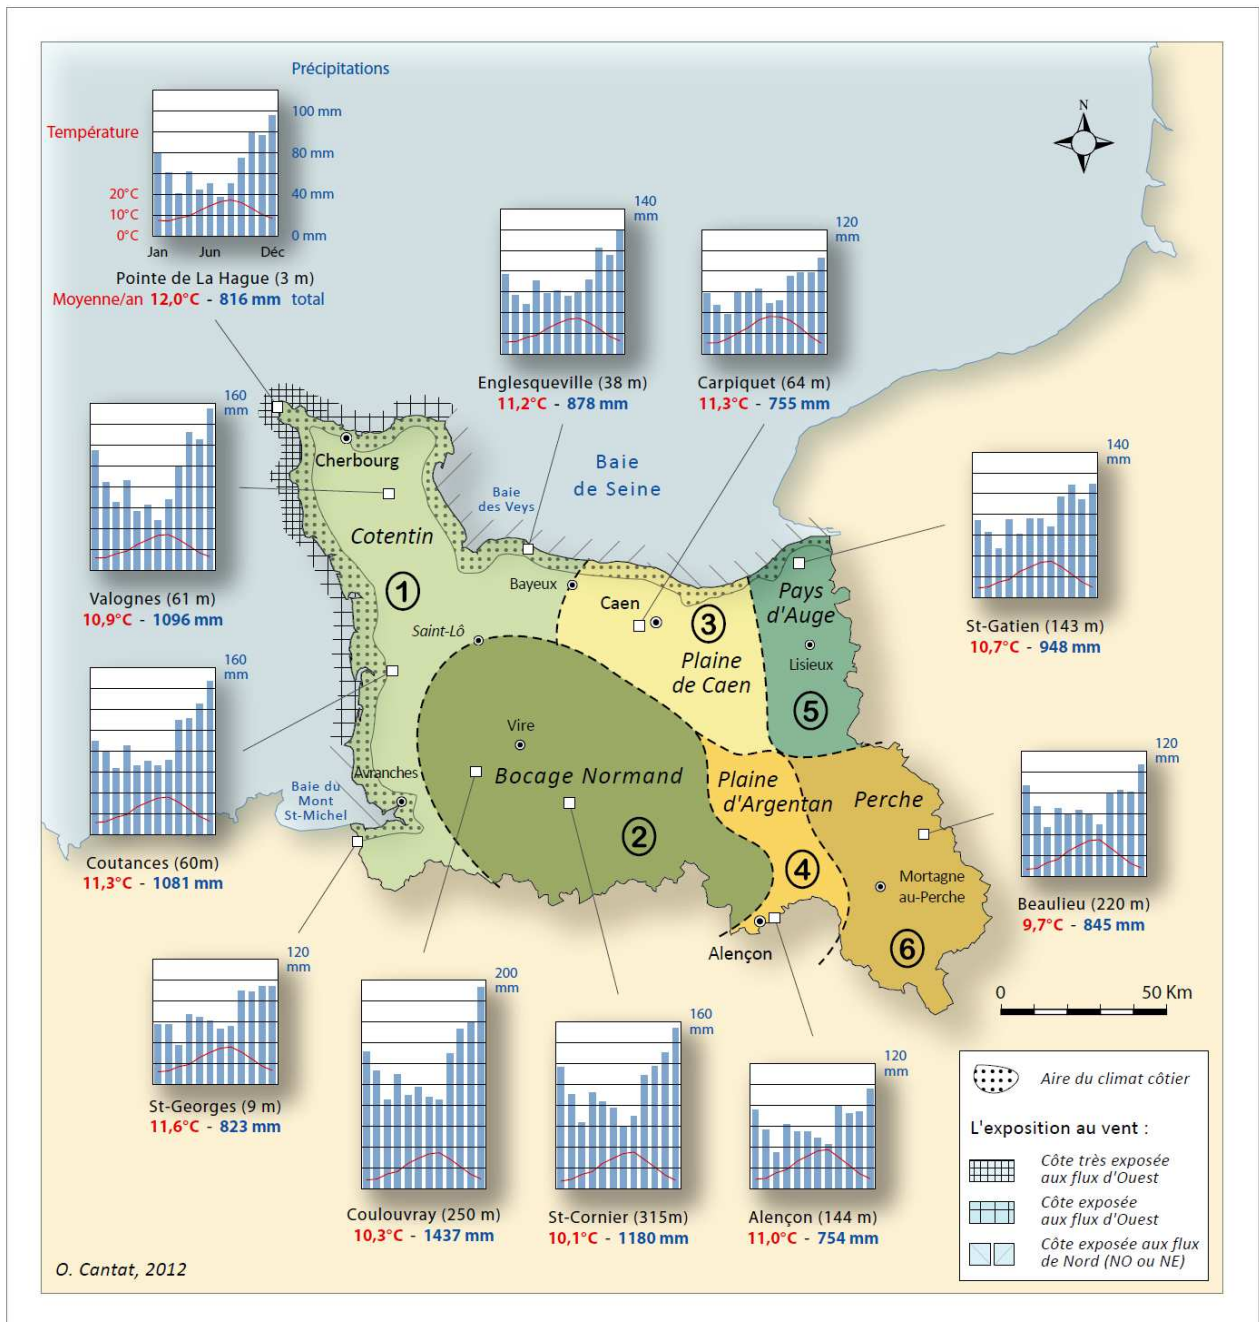 Précipitations
100 mm
Température
80 mm
20°C
40 mm
10°C
0°C
0 mm
Jan
Jun
Déc
Pointe de La Hague (3 m)
Moyenne/an 12,0°C - 816 mm total
N
140
mm
Englesqueville (38 m)
11,2°C - 878 mm
120
mm
Carpiquet (64 m)
11,3°C - 755 mm
160
mm
Valognes (61 m)
10,9°C - 1096 mm
Cherbourg
Cotentin
1
Baie
des Veys
Baie
de Seine
140
mm
St-Gatien (143 m)
10,7°C - 948 mm
Bayeux
Caen
3
Plaine
de Caen
Pays
d'Auge
Lisieux
5
Saint-Lô
160
mm
Coutances (60m)
11,3°C - 1081 mm
Vire
Bocage Normand
2
Avranches
Baie du
Mont
St-Michel
Plaine
d'Argentan
4
Perche
Mortagne
au-Perche
6
Alençon
120
mm
Beaulieu (220 m)
9,7°C - 845 mm
0
50 Km
120
mm
St-Georges (9 m)
11,6°C - 823 mm
200
mm
Coulouvray (250 m)
10,3°C - 1437 mm
160
mm
St-Cornier (315m)
10,1°C - 1180 mm
120
mm
Alençon (144 m)
11,0°C - 754 mm
Aire du climat côtier
L'exposition au vent :
Côte très exposée
aux flux d'Ouest
Côte exposée
aux flux d'Ouest
Côte exposée aux flux
de Nord (NO ou NE)
O. Cantat, 2012